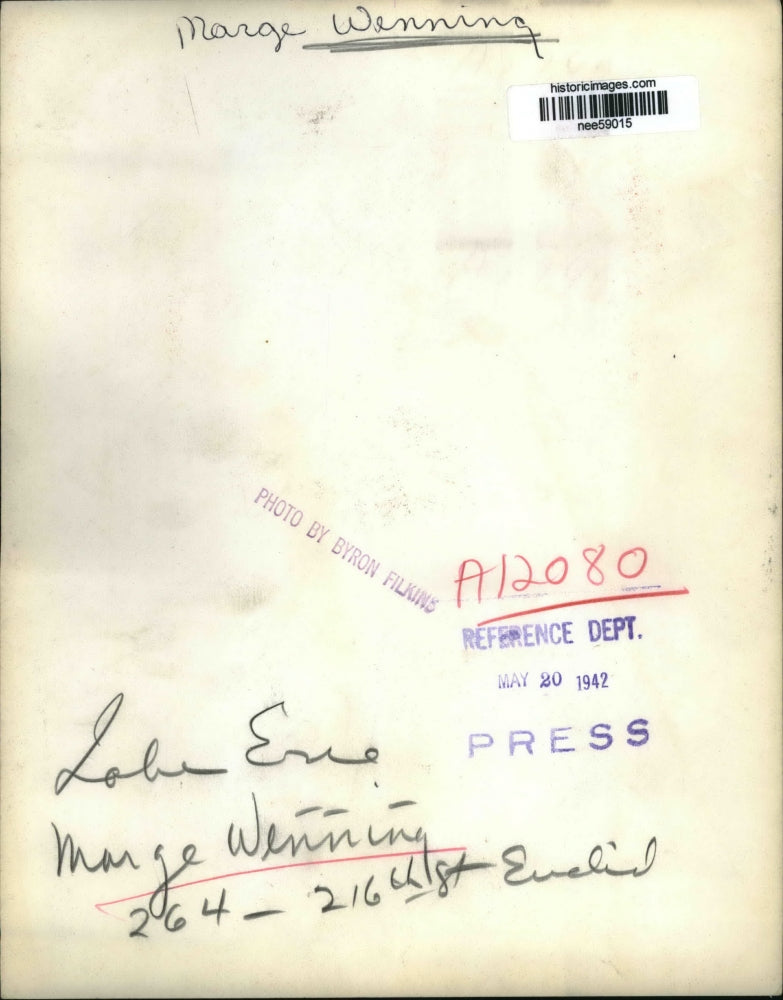 Marge Wenning
historicimages.com
nee59015
PHOTO BY BYRON FILKINS
A12080
REFERENCE DEPT.
MAY 20 1942
PRESS
Lake Erie
Marge Wenning
264 - 216th St Euclid